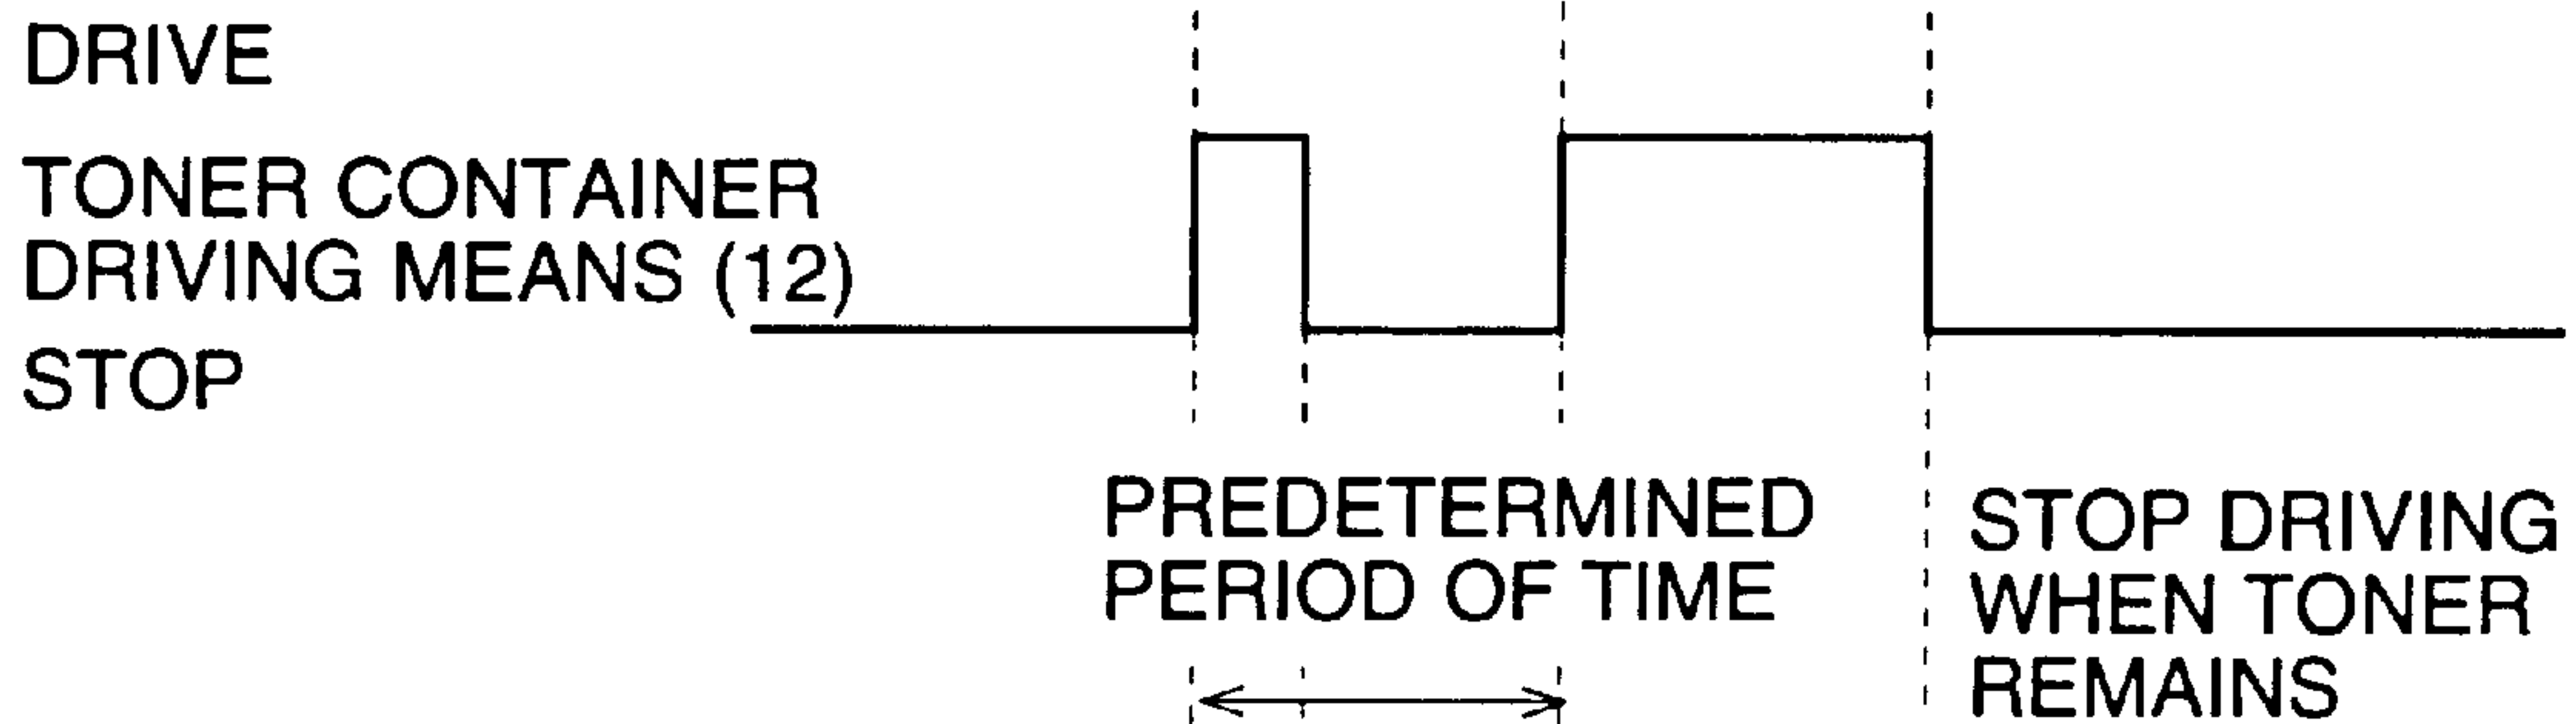 DRIVE
TONER CONTAINER
DRIVING MEANS (12)
STOP
PREDETERMINED
PERIOD OF TIME
STOP DRIVING
WHEN TONER
REMAINS